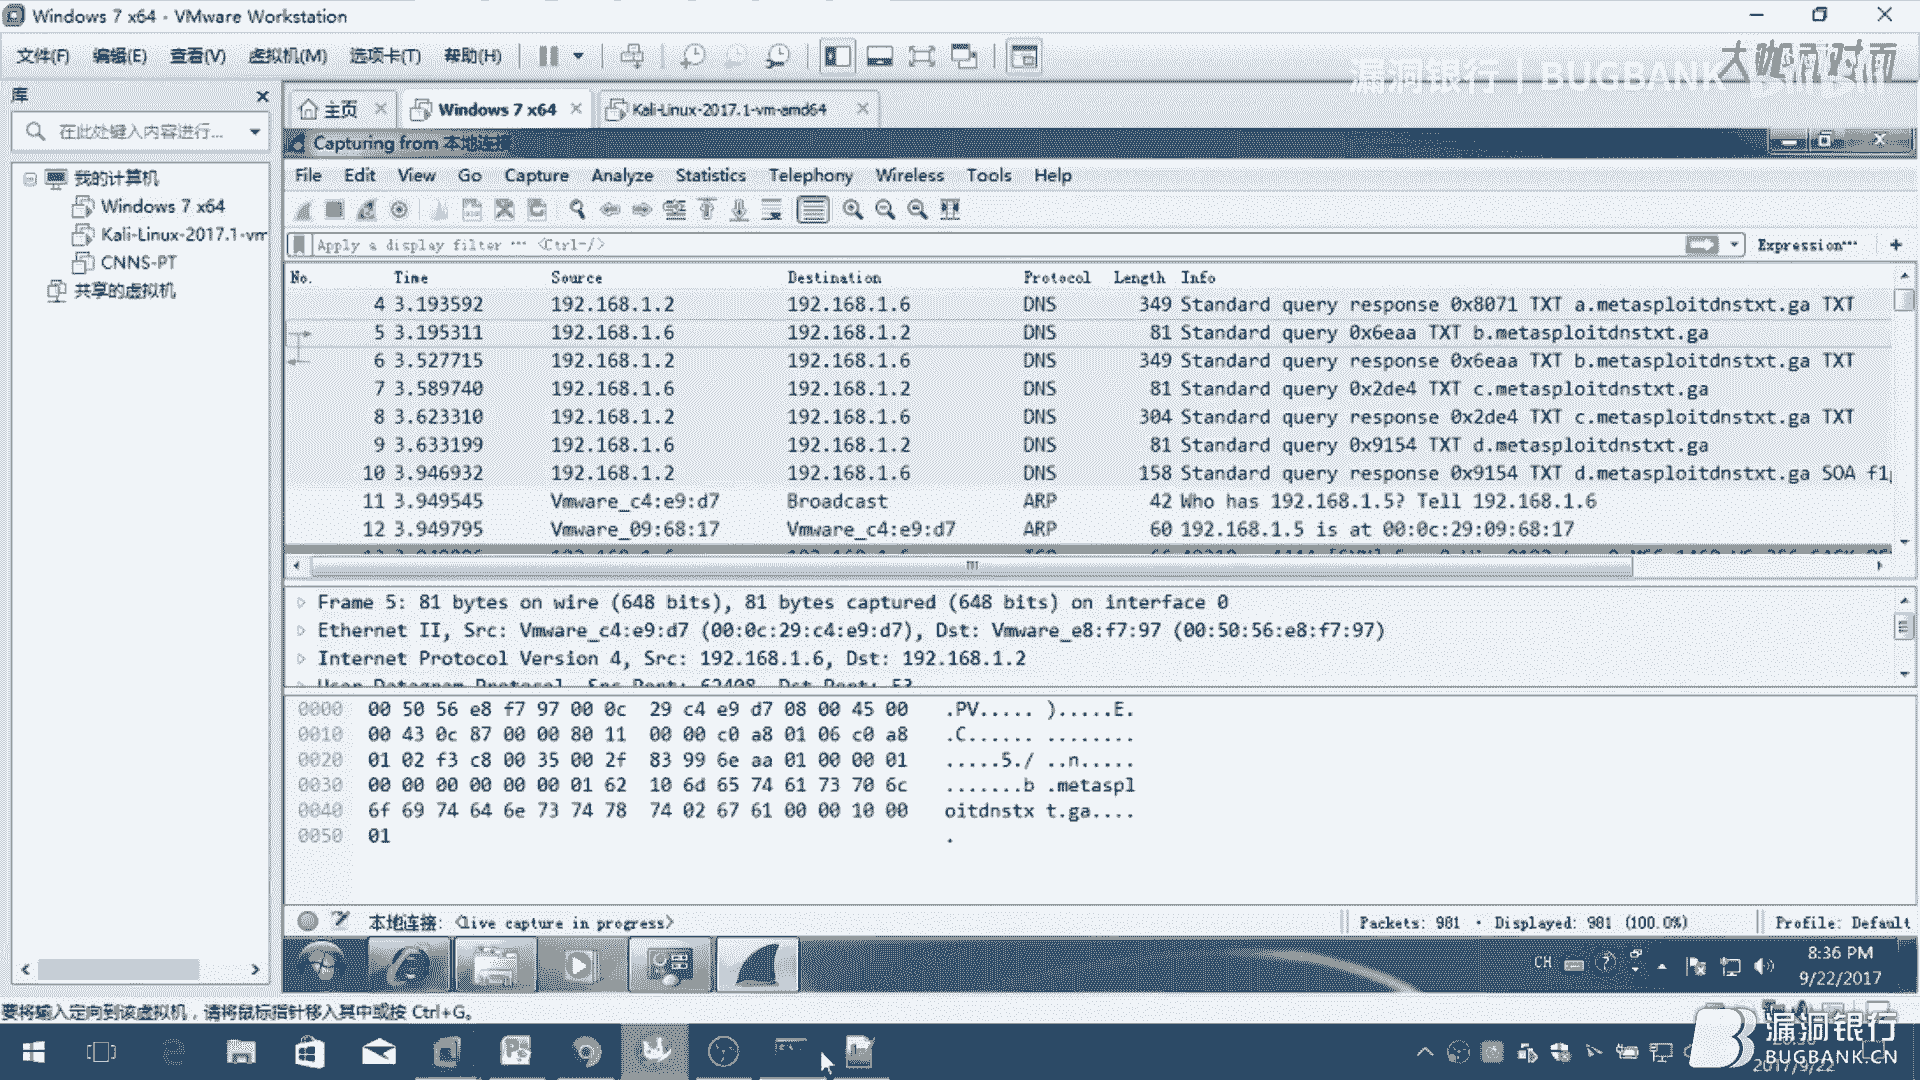 Windows 7 x64 - VMware Workstation
文件(F) 编辑(E) 查看(V) 虚拟机(M) 选项卡(T) 帮助(H)
漏洞银行 | BUGBANK
大咖面对面
库
在此处键入内容进行...
我的计算机
Windows 7 x64
Kali-Linux-2017.1-vm
CNNS-PT
共享的虚拟机
主页 Windows 7 x64 Kali-Linux-2017.1-vm-amd64
Capturing from 本地连接
File Edit View Go Capture Analyze Statistics Telephony Wireless Tools Help
Apply a display filter ... <Ctrl-/> Expression...
No. Time Source Destination Protocol Length Info
4 3.193592 192.168.1.2 192.168.1.6 DNS 349 Standard query response 0x8071 TXT a.metasploitdnstxt.ga TXT
5 3.195311 192.168.1.6 192.168.1.2 DNS 81 Standard query 0x6eaa TXT b.metasploitdnstxt.ga
6 3.527715 192.168.1.2 192.168.1.6 DNS 349 Standard query response 0x6eaa TXT b.metasploitdnstxt.ga TXT
7 3.589740 192.168.1.6 192.168.1.2 DNS 81 Standard query 0x2de4 TXT c.metasploitdnstxt.ga
8 3.623310 192.168.1.2 192.168.1.6 DNS 304 Standard query response 0x2de4 TXT c.metasploitdnstxt.ga TXT
9 3.633199 192.168.1.6 192.168.1.2 DNS 81 Standard query 0x9154 TXT d.metasploitdnstxt.ga
10 3.946932 192.168.1.2 192.168.1.6 DNS 158 Standard query response 0x9154 TXT d.metasploitdnstxt.ga SOA f1
11 3.949545 Vmware_c4:e9:d7 Broadcast ARP 42 Who has 192.168.1.5? Tell 192.168.1.6
12 3.949795 Vmware_09:68:17 Vmware_c4:e9:d7 ARP 60 192.168.1.5 is at 00:0c:29:09:68:17
Frame 5: 81 bytes on wire (648 bits), 81 bytes captured (648 bits) on interface 0
Ethernet II, Src: Vmware_c4:e9:d7 (00:0c:29:c4:e9:d7), Dst: Vmware_e8:f7:97 (00:50:56:e8:f7:97)
Internet Protocol Version 4, Src: 192.168.1.6, Dst: 192.168.1.2
User Datagram Protocol, Src Port: 62408, Dst Port: 53
0000 00 50 56 e8 f7 97 00 0c 29 c4 e9 d7 08 00 45 00 .PV..... ).....E.
0010 00 43 0c 87 00 00 80 11 00 00 c0 a8 01 06 c0 a8 .C...... ........
0020 01 02 f3 c8 00 35 00 2f 83 99 6e aa 01 00 00 01 .....5./ ..n.....
0030 00 00 00 00 00 00 01 62 10 6d 65 74 61 73 70 6c .......b .metaspl
0040 6f 69 74 64 6e 73 74 78 74 02 67 61 00 00 10 00 oitdnstx t.ga....
0050 01 .
本地连接: <live capture in progress> Packets: 981 · Displayed: 981 (100.0%) Profile: Default
CH 8:36 PM
9/22/2017
要将输入定向到该虚拟机，请将鼠标指针移入其中或按 Ctrl+G。
漏洞银行
BUGBANK.CN
2017/9/22